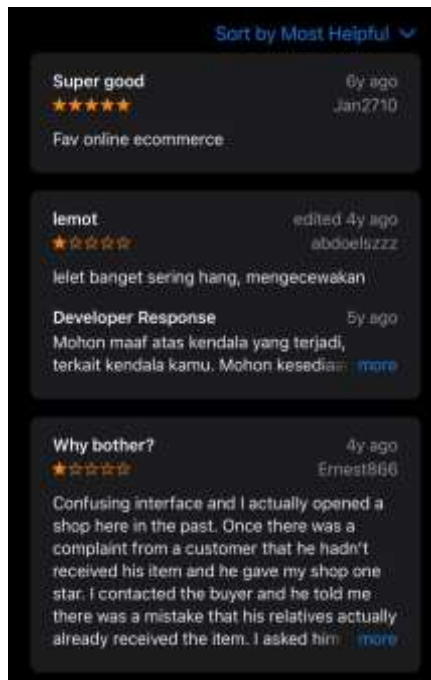 Sort by Most Helpful
Super good 6y ago
★★★★★ Jan2710
Fav online ecommerce
lemot edited 4y ago
★☆☆☆☆ abdoelszzz
lelet banget sering hang, mengecewakan
Developer Response 5y ago
Mohon maaf atas kendala yang terjadi,
terkait kendala kamu. Mohon kesediaan more
Why bother? 4y ago
★☆☆☆☆ Ernest866
Confusing interface and I actually opened a
shop here in the past. Once there was a
complaint from a customer that he hadn't
received his item and he gave my shop one
star. I contacted the buyer and he told me
there was a mistake that his relatives actually
already received the item. I asked him more